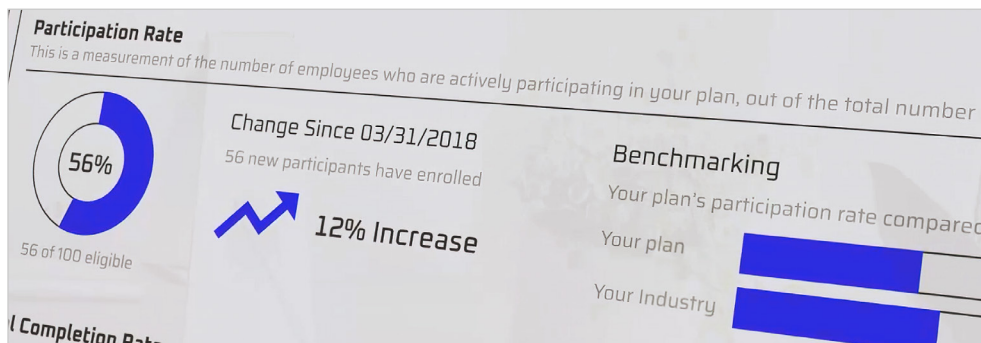 Participation Rate
This is a measurement of the number of employees who are actively participating in your plan, out of the total number
56%
56 of 100 eligible
Change Since 03/31/2018
56 new participants have enrolled
12% Increase
Benchmarking
Your plan's participation rate compared
Your plan
Your Industry
l Completion Rate